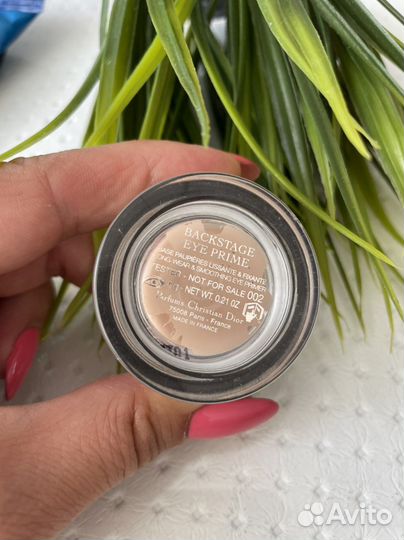 BACKSTAGE
EYE PRIME
BASE PAUPIÈRES LISSANTE & FIXANTE
LONG-WEAR & SMOOTHING EYE PRIMER
TESTER - NOT FOR SALE 002
NET WT. 0.21 OZ
Parfums Christian Dior
75008 Paris - France
MADE IN FRANCE
Avito